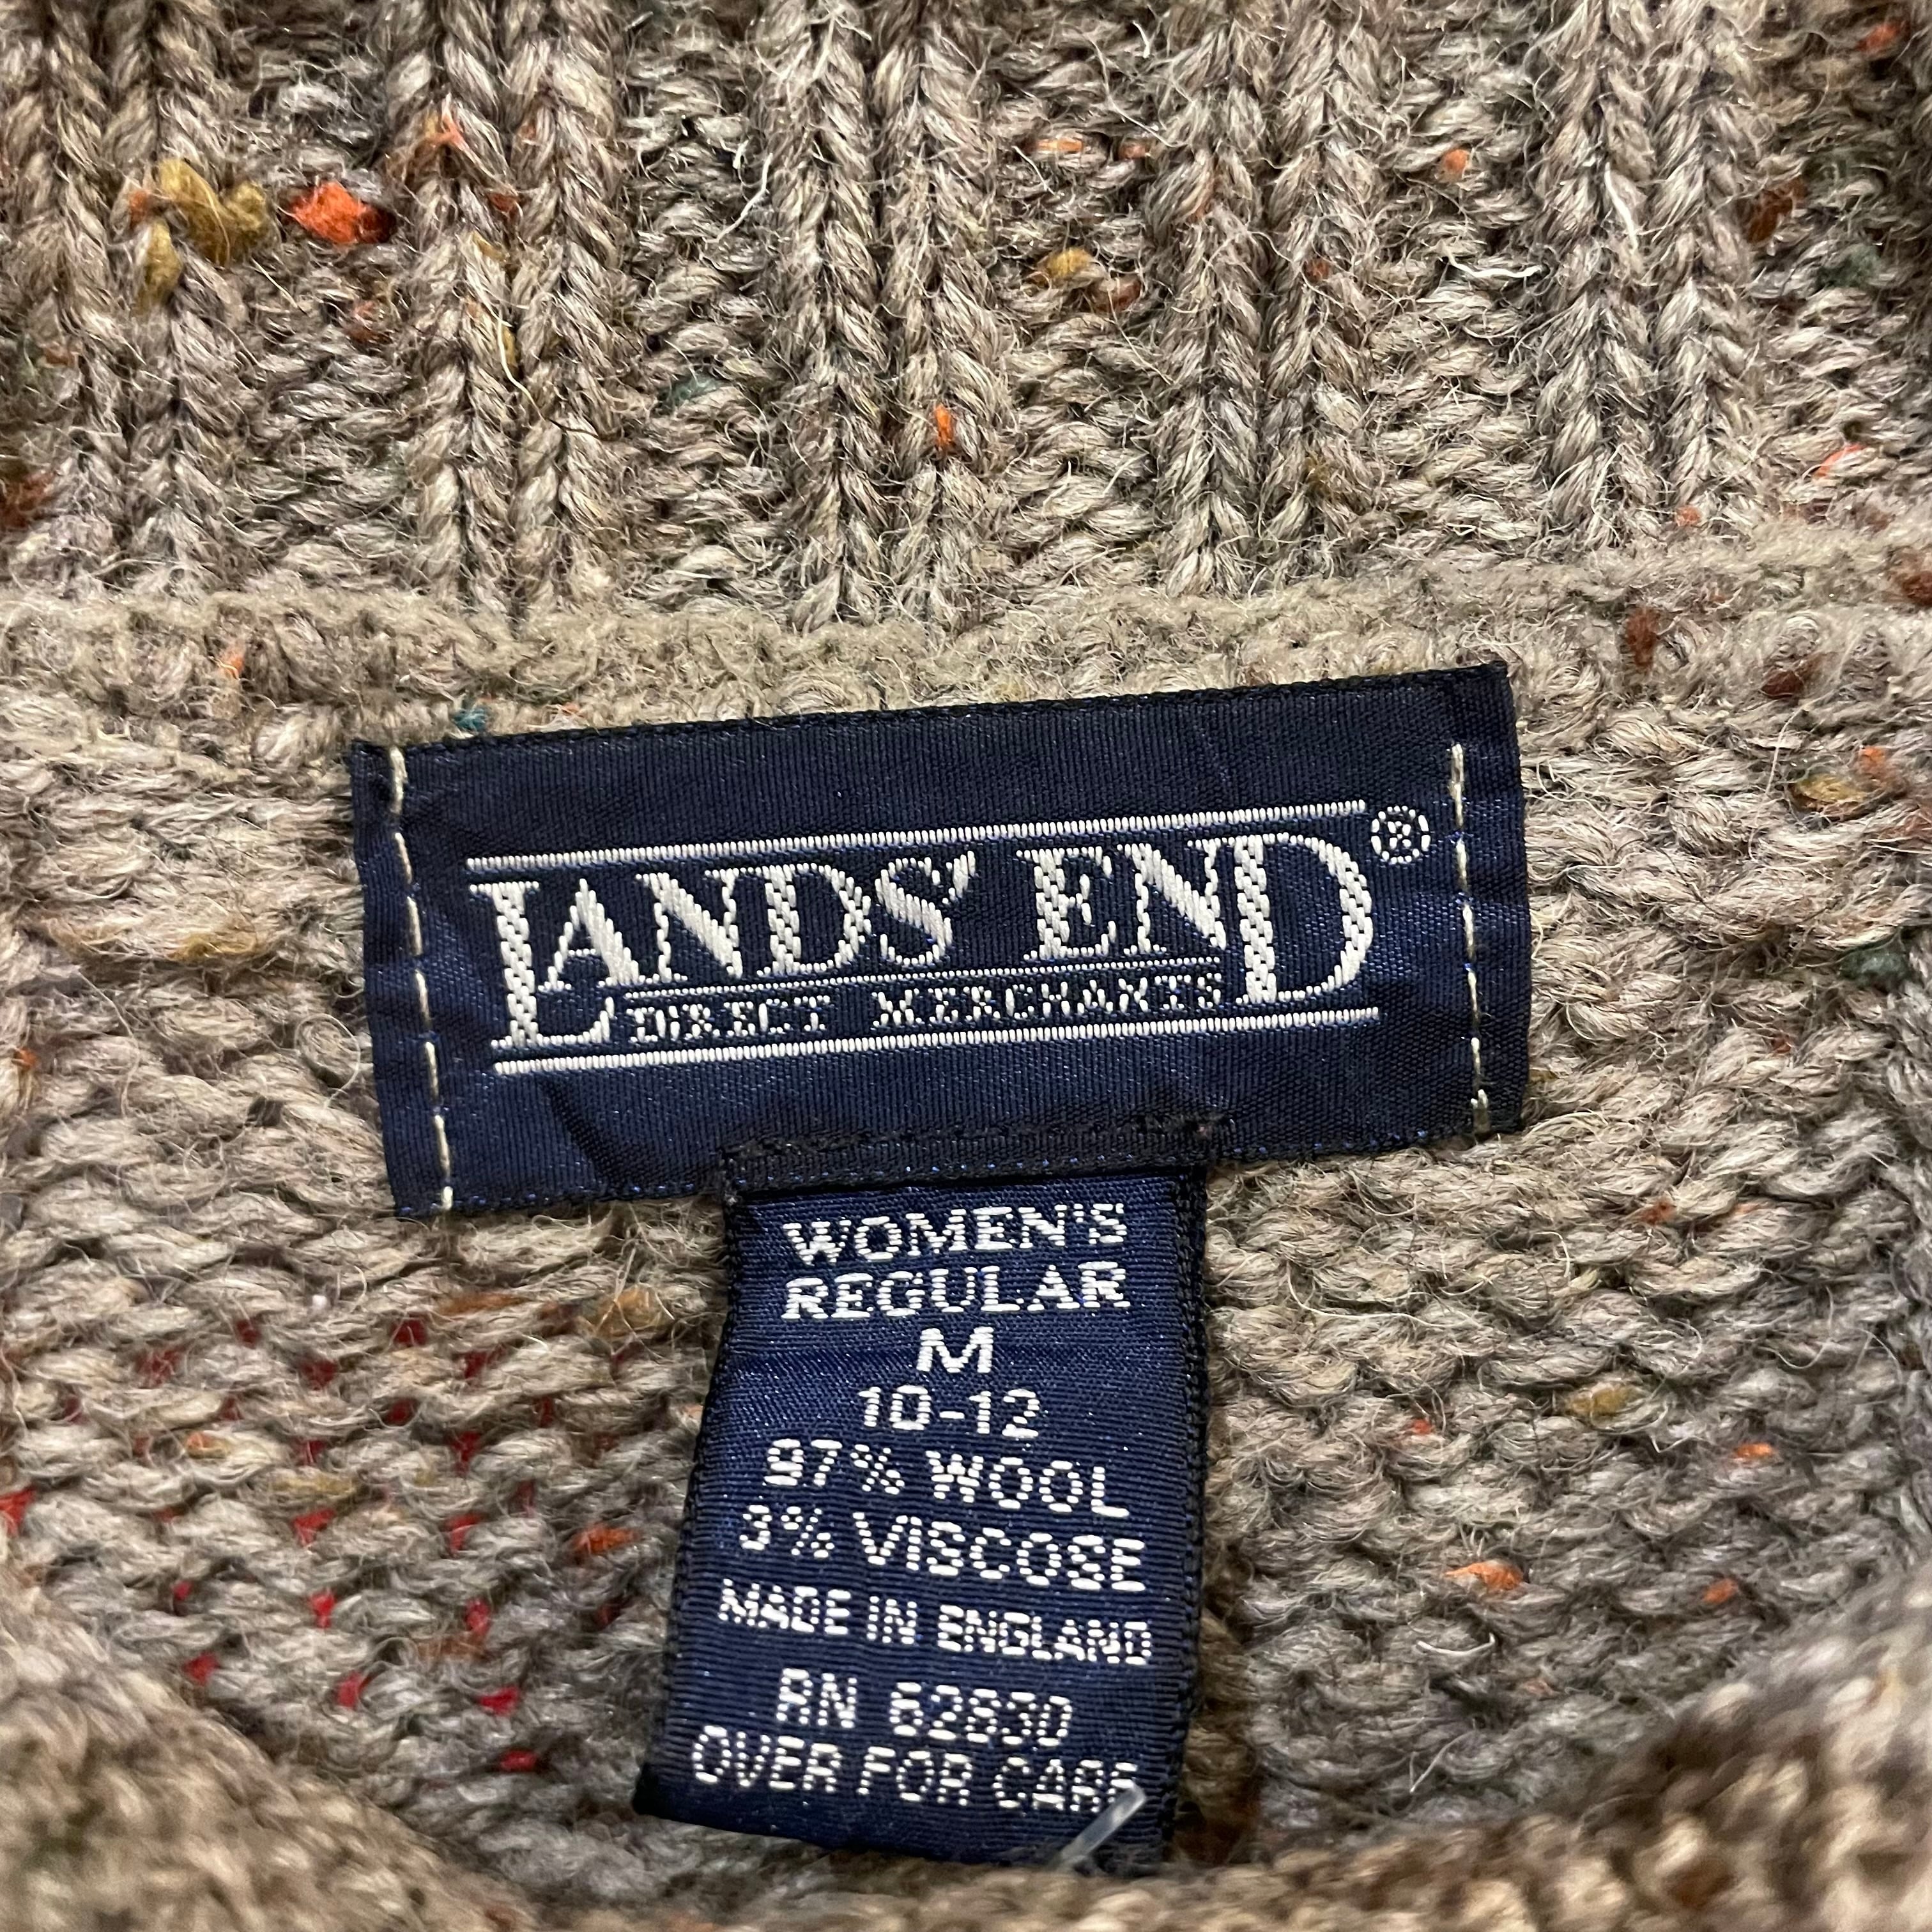 LANDS' END®
DIRECT MERCHANTS
WOMEN'S
REGULAR
M
10-12
97% WOOL
3% VISCOSE
MADE IN ENGLAND
RN 62830
OVER FOR CARE